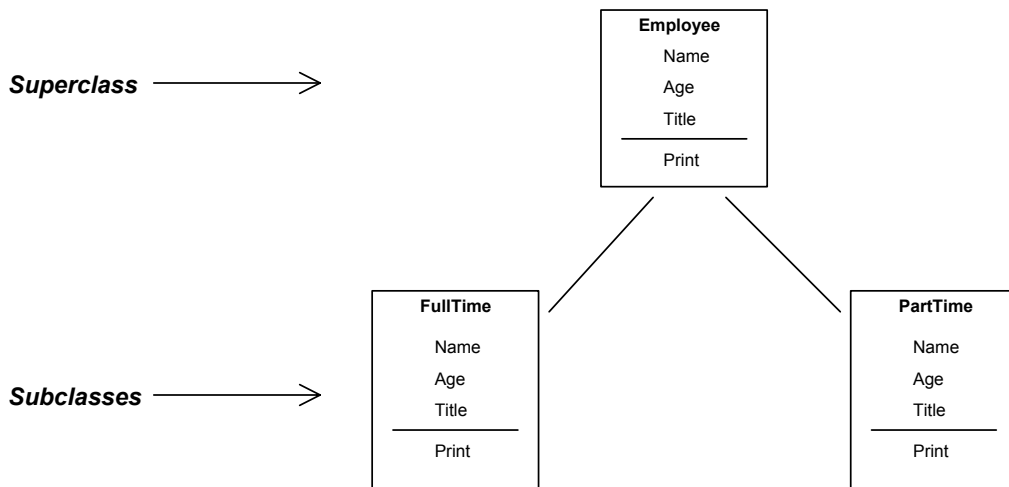 Superclass
Employee
Name
Age
Title
Print
Subclasses
FullTime
Name
Age
Title
Print
PartTime
Name
Age
Title
Print